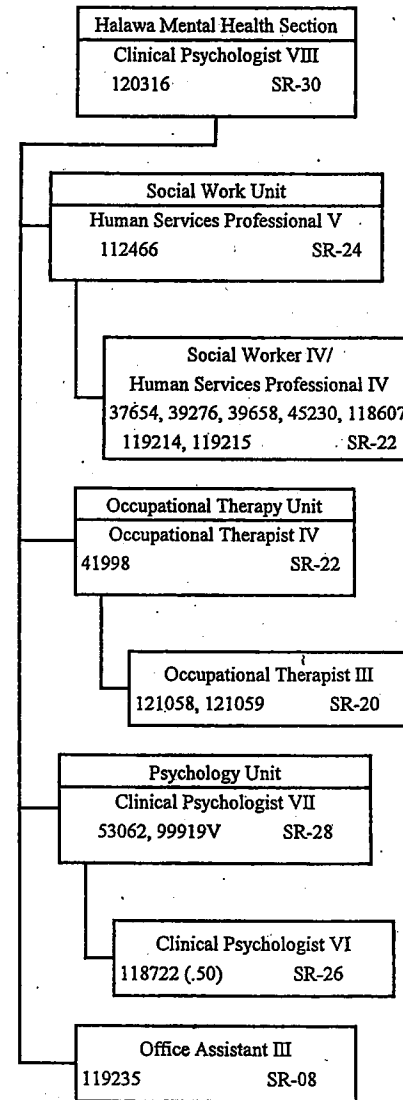 Halawa Mental Health Section
Clinical Psychologist VIII
120316 SR-30
Social Work Unit
Human Services Professional V
112466 SR-24
Social Worker IV/
Human Services Professional IV
37654, 39276, 39658, 45230, 118607
119214, 119215 SR-22
Occupational Therapy Unit
Occupational Therapist IV
41998 SR-22
Occupational Therapist III
121058, 121059 SR-20
Psychology Unit
Clinical Psychologist VII
53062, 99919V SR-28
Clinical Psychologist VI
118722 (.50) SR-26
Office Assistant III
119235 SR-08